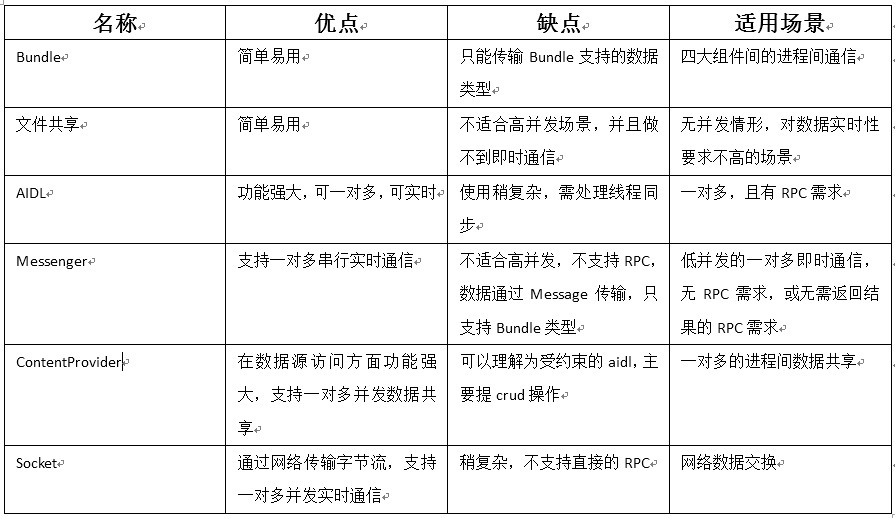 名称 优点 缺点 适用场景
Bundle 简单易用 只能传输 Bundle 支持的数据 四大组件间的进程间通信
类型
文件共享 简单易用 不适合高并发场景，并且做 无并发情形，对数据实时性
不到即时通信 要求不高的场景
AIDL 功能强大，可一对多，可实时 使用稍复杂，需处理线程同 一对多，且有 RPC 需求
步
Messenger 支持一对多串行实时通信 不适合高并发，不支持 RPC， 低并发的一对多即时通信，
数据通过 Message 传输，只 无 RPC 需求，或无需返回结
支持 Bundle 类型 果的 RPC 需求
ContentProvider 在数据源访问方面功能强 可以理解为受约束的 aidl，主 一对多的进程间数据共享
大，支持一对多并发数据共 要提 crud 操作
享
Socket 通过网络传输字节流，支持 稍复杂，不支持直接的 RPC 网络数据交换
一对多并发实时通信